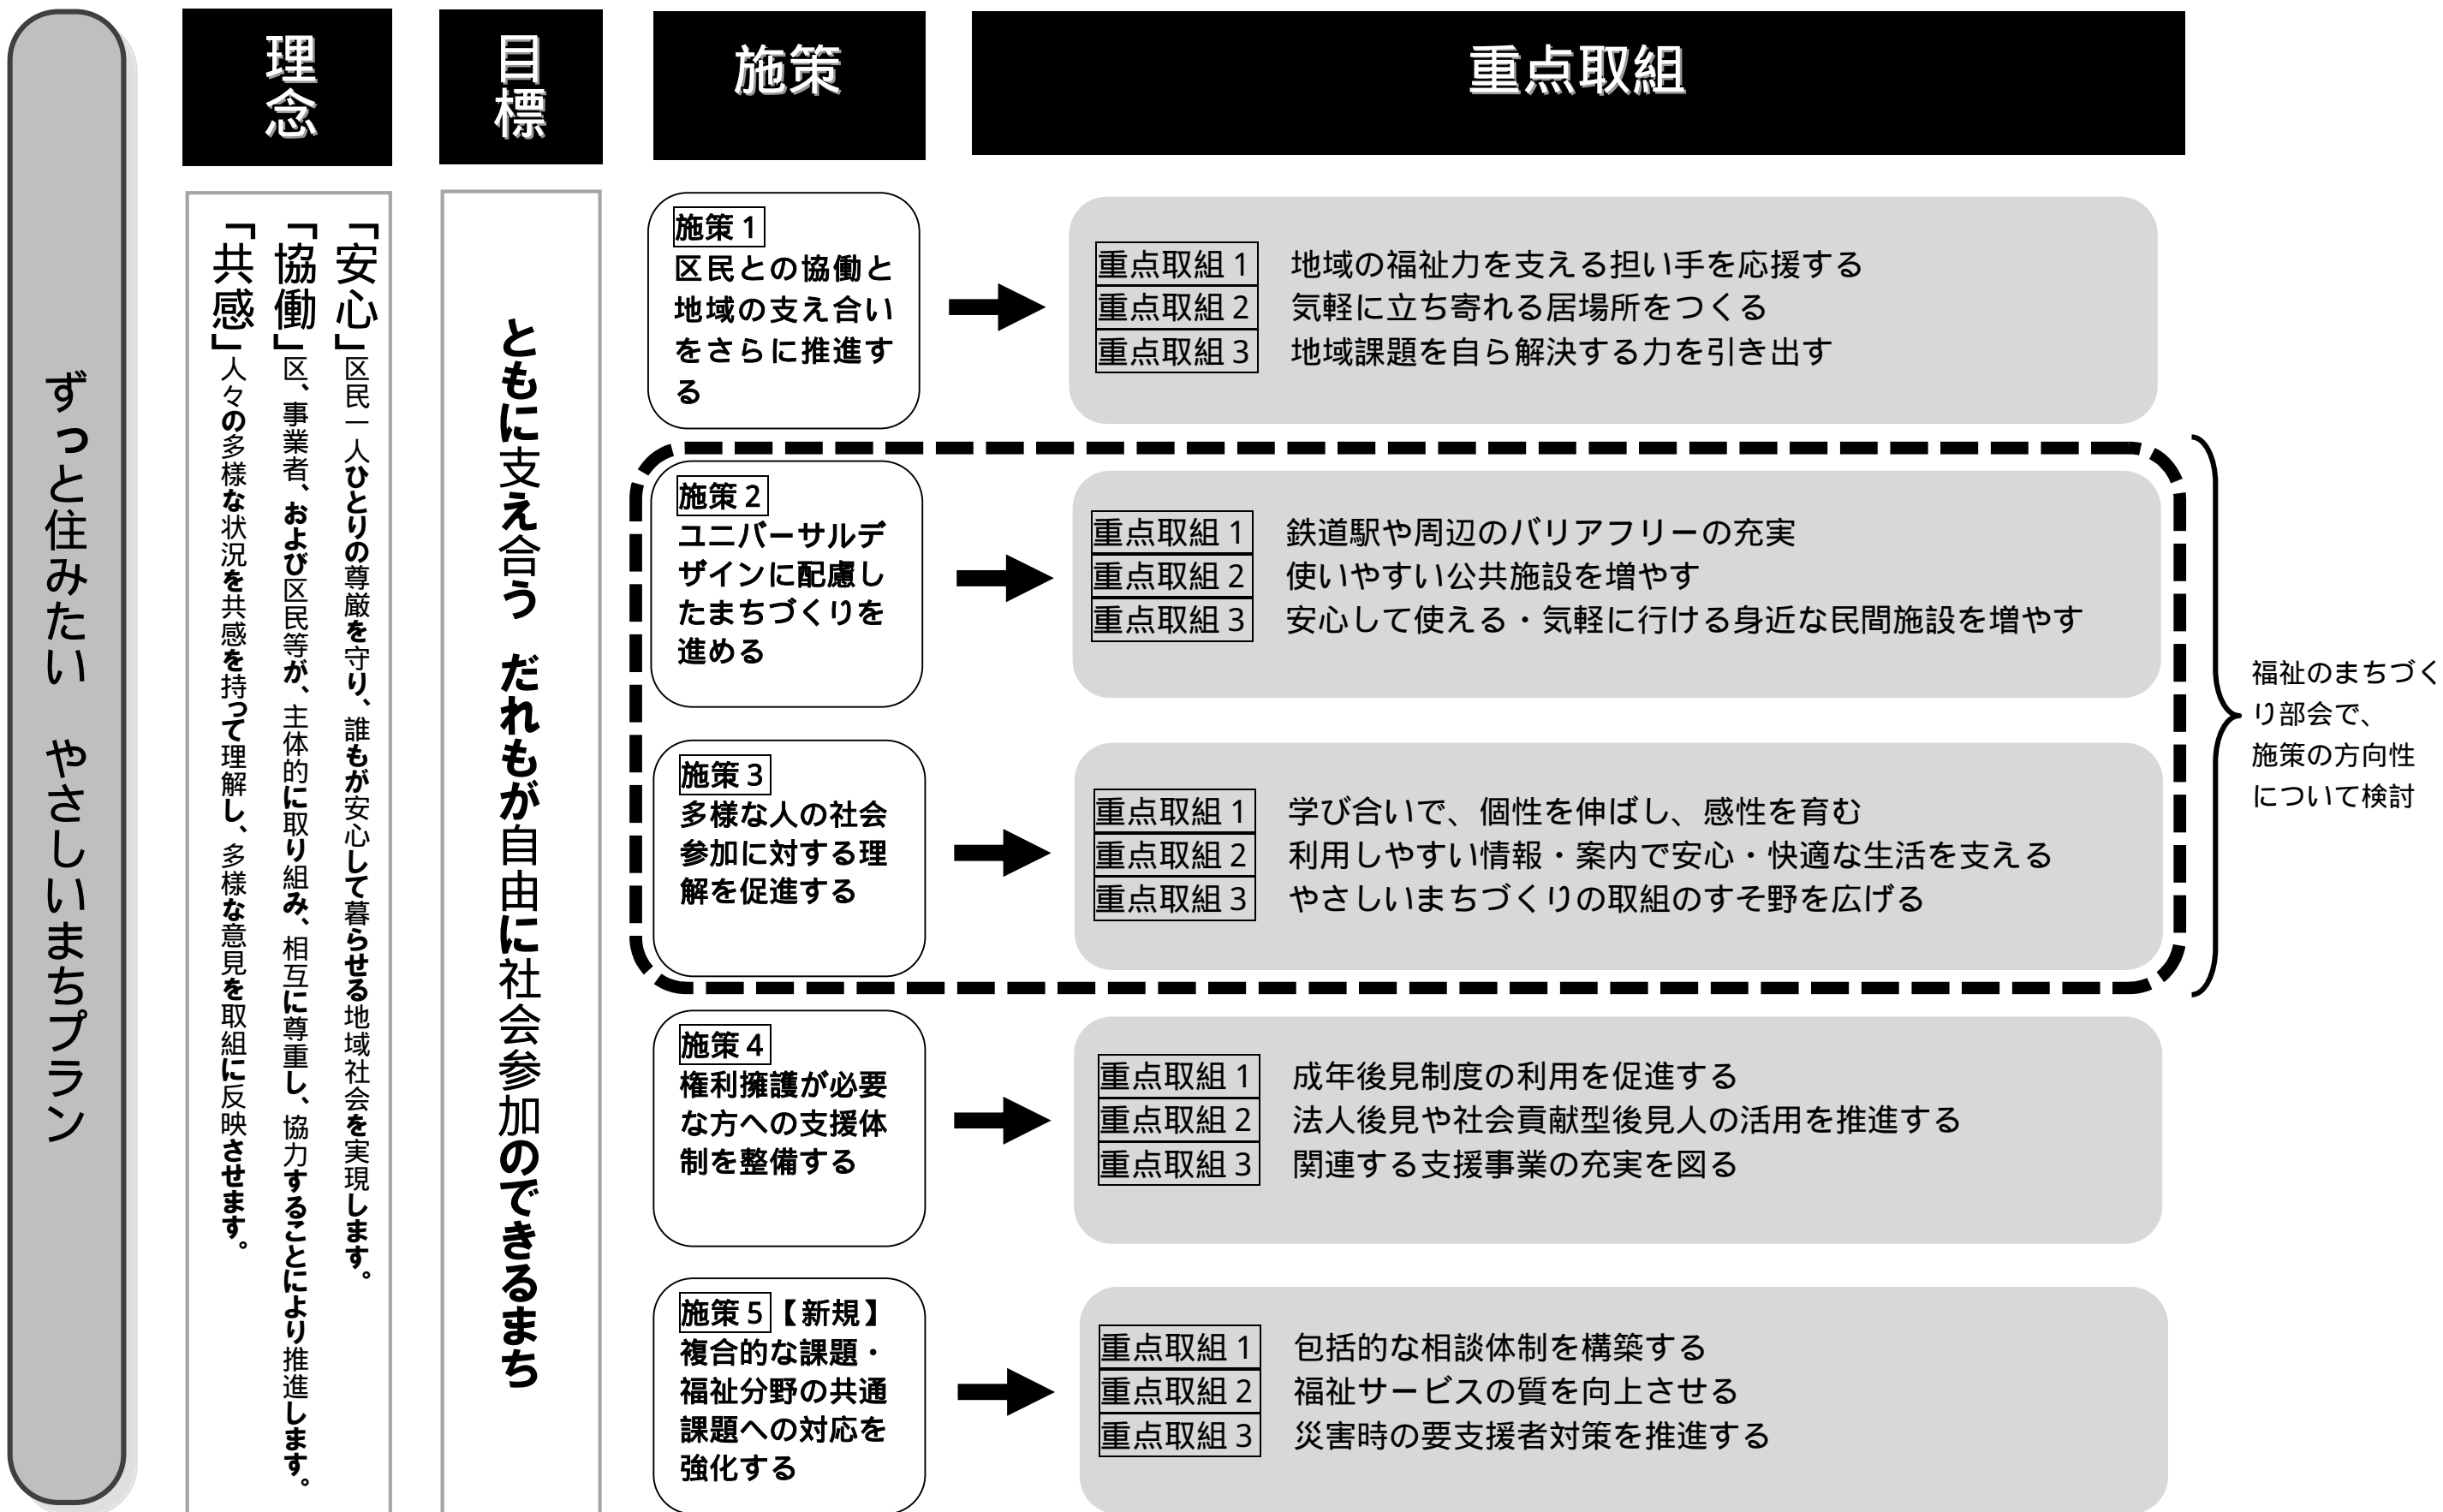 ずっと住みたい　やさしいまちプラン
理念
「安心」区民一人ひとりの尊厳を守り、誰もが安心して暮らせる地域社会を実現します。
「協働」区、事業者、および区民等が、主体的に取り組み、相互に尊重し、協力することにより推進します。
「共感」人々の多様な状況を共感を持って理解し、多様な意見を取組に反映させます。
目標
ともに支え合う　だれもが自由に社会参加のできるまち
施策
重点取組
施策1
区民との協働と
地域の支え合い
をさらに推進す
る
重点取組1　地域の福祉力を支える担い手を応援する
重点取組2　気軽に立ち寄れる居場所をつくる
重点取組3　地域課題を自ら解決する力を引き出す
施策2
ユニバーサルデ
ザインに配慮し
たまちづくりを
進める
重点取組1　鉄道駅や周辺のバリアフリーの充実
重点取組2　使いやすい公共施設を増やす
重点取組3　安心して使える・気軽に行ける身近な民間施設を増やす
施策3
多様な人の社会
参加に対する理
解を促進する
重点取組1　学び合いで、個性を伸ばし、感性を育む
重点取組2　利用しやすい情報・案内で安心・快適な生活を支える
重点取組3　やさしいまちづくりの取組のすそ野を広げる
福祉のまちづく
り部会で、
施策の方向性
について検討
施策4
権利擁護が必要
な方への支援体
制を整備する
重点取組1　成年後見制度の利用を促進する
重点取組2　法人後見や社会貢献型後見人の活用を推進する
重点取組3　関連する支援事業の充実を図る
施策5【新規】
複合的な課題・
福祉分野の共通
課題への対応を
強化する
重点取組1　包括的な相談体制を構築する
重点取組2　福祉サービスの質を向上させる
重点取組3　災害時の要支援者対策を推進する